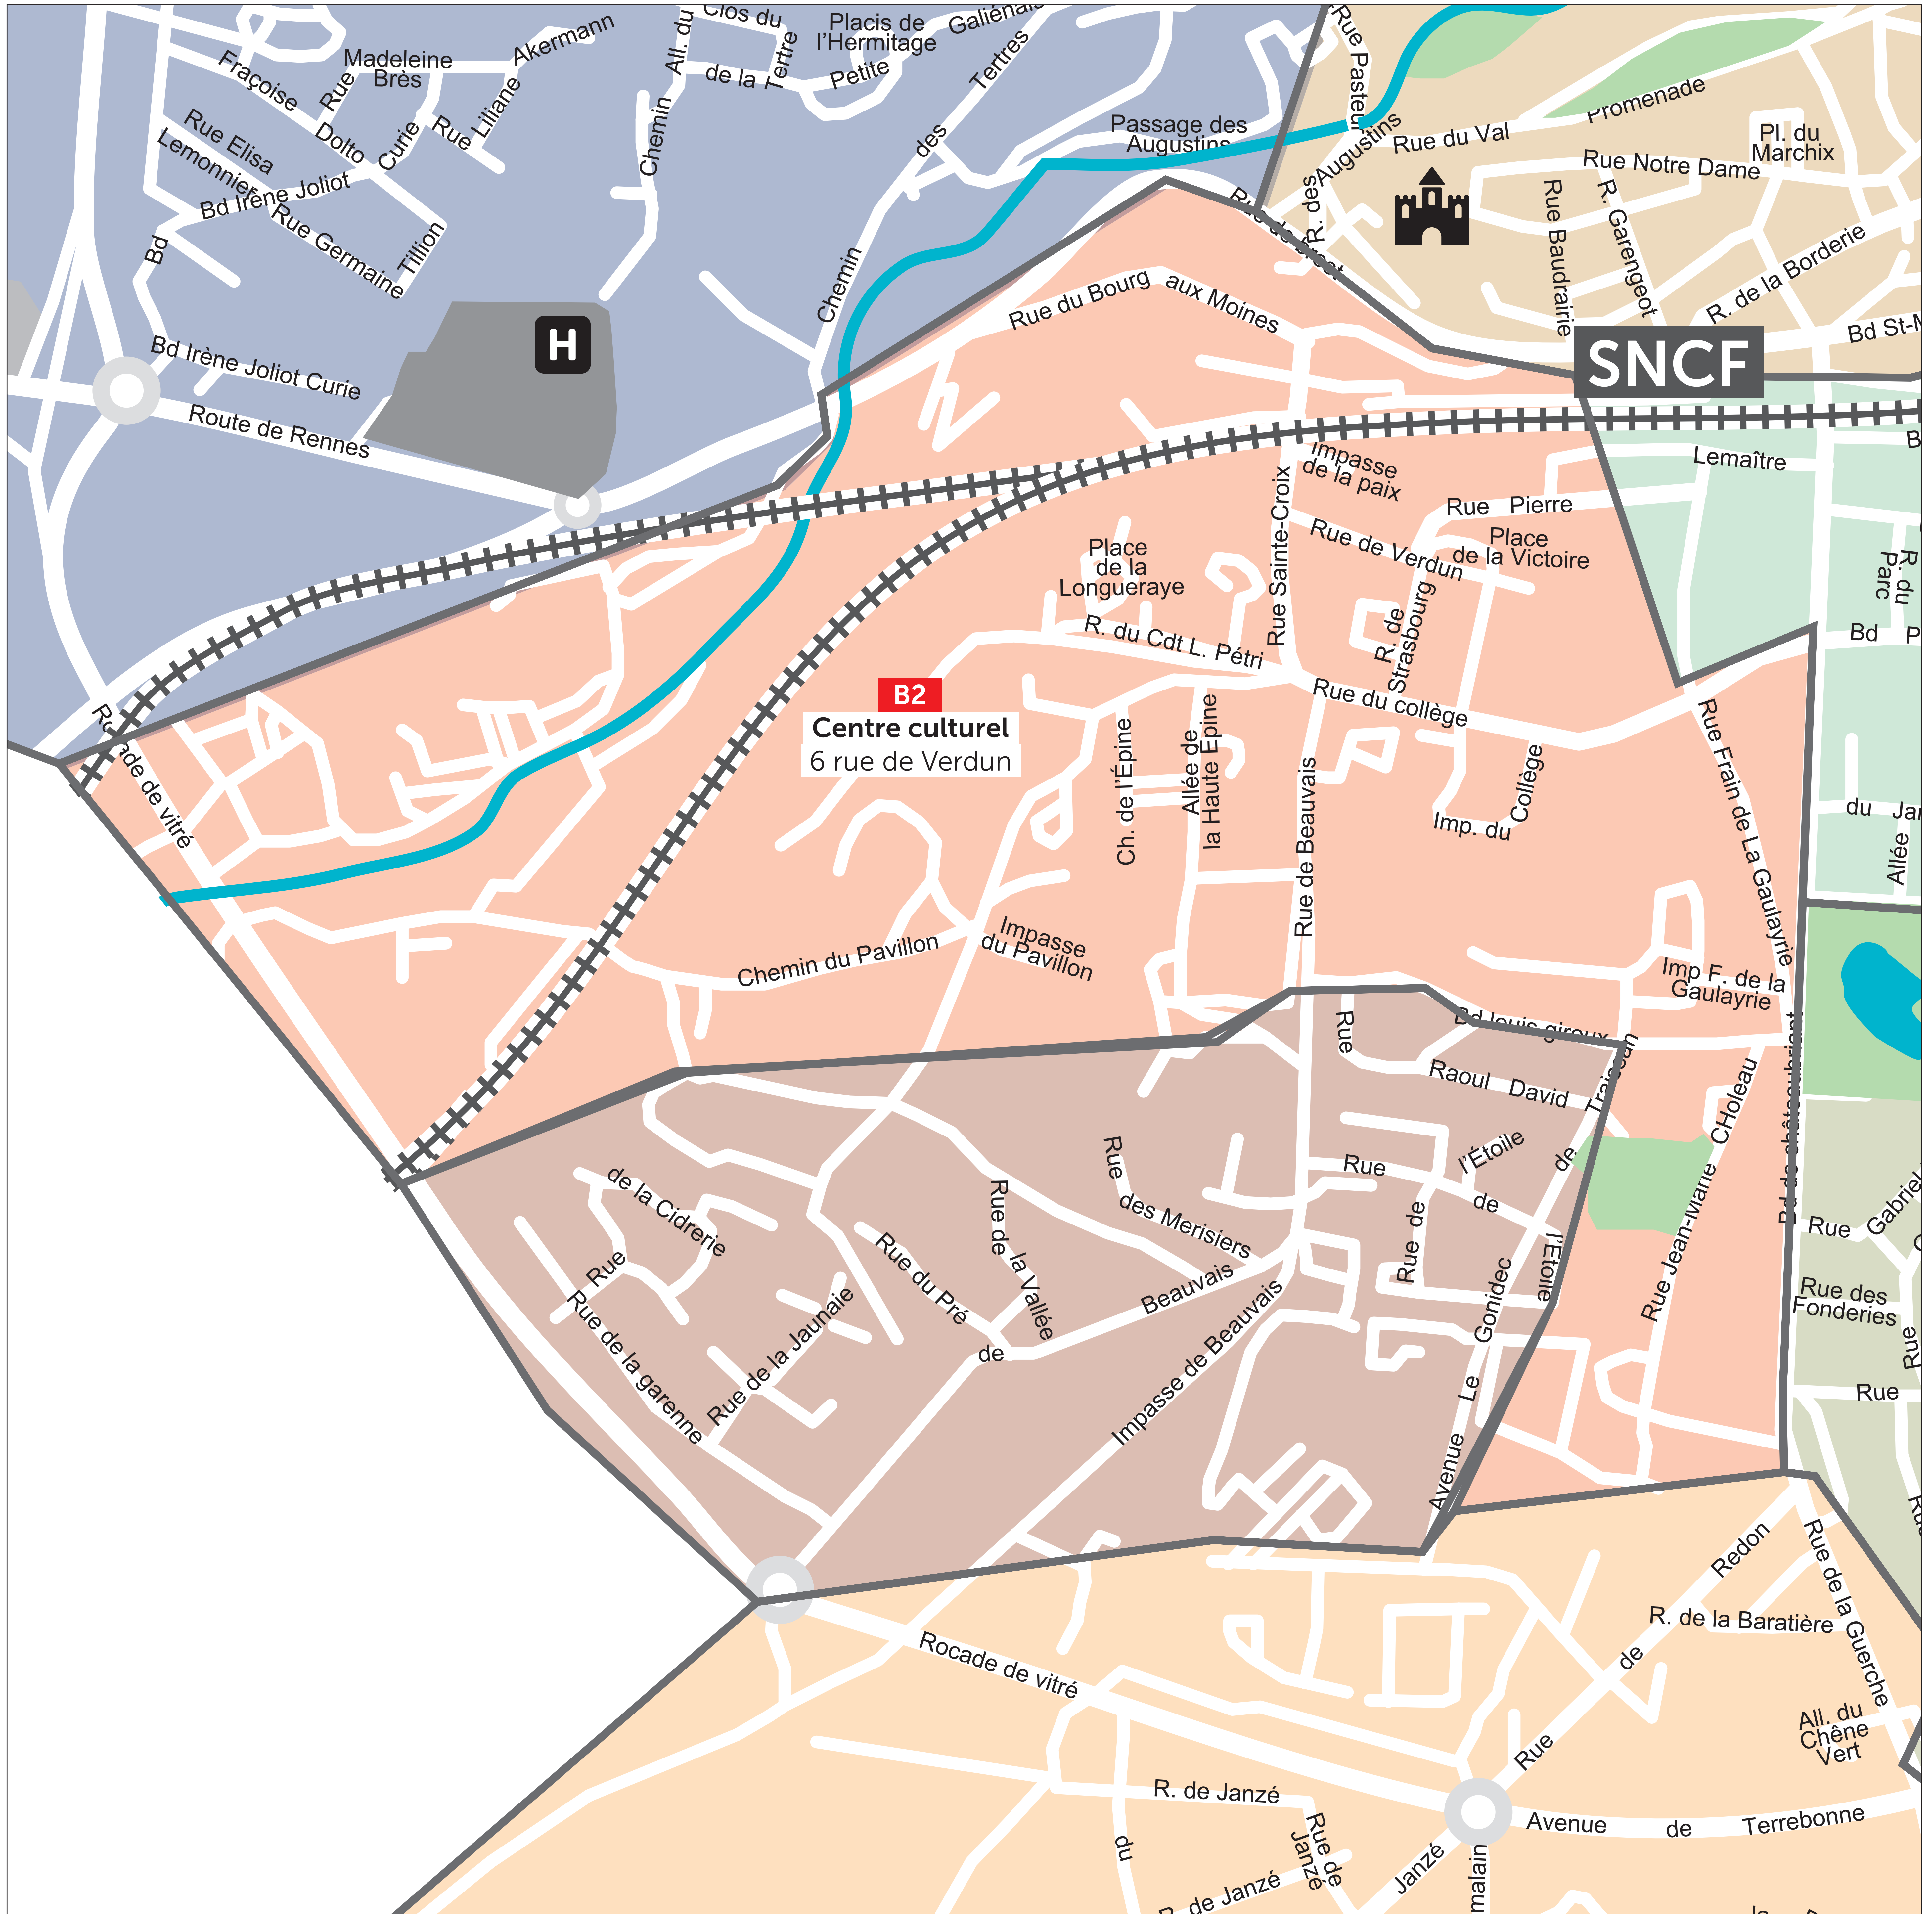 Clos du
All. du
Tertre
de la
Placis de
l'Hermitage
Petite
Tertres
des
Chemin
Akermann
Liliane
Rue
Madeleine
Brès
Rue
Fraçoise
Dolto
Curie
Rue Elisa
Lemonnier
Bd Irène Joliot
Rue Germaine
Tillion
Bd
Chemin
Passage des
Augustins
Rue Pasteur
R. des
Augustins
Rue du Val
Promenade
Pl. du
Marchix
Rue Notre Dame
Rue Baudrairie
R. Garengeot
R. de la Borderie
SNCF
H
Bd Irène Joliot Curie
Route de Rennes
Rue du Bourg
aux Moines
Lemaître
Impasse
de la paix
Rue Pierre
Place
de la Victoire
Rue de Verdun
Rue Sainte-Croix
R. de
Strasbourg
Place
de la
Longueraye
R. du Cdt L. Pétri
Rue du collège
Imp. du
Collège
R. du
Parc
Bd
Rue Frain de La Gaulayrie
B2
Centre culturel
6 rue de Verdun
Ch. de l'Épine
Allée de
la Haute Épine
Rue de Beauvais
du
Allée
Chemin du Pavillon
Impasse
du Pavillon
Imp F. de la
Gaulayrie
Bd louis giroux
Rue
Raoul David
de
Bd de châteaubriant
Rue Jean-Marie
CHoleau
Rue
l'Étoile
de
l'Étoile
Rue de
Rue
des Merisiers
Rue de
la Vallée
Rue du Pré
de la Cidrerie
Rue
Rue de la garenne
Rue de la Jaunaie
de
Beauvais
Impasse de Beauvais
Avenue
Le
Gonidec
Rue
Gabriel
Rue des
Fonderies
Rue
Rue
Redon
de
Rue
Rue de la Guerche
R. de la Baratière
All. du
Chêne
Vert
Rocade de vitré
R. de Janzé
Rue de
Janzé
du
de Janzé
Janzé
Avenue de Terrebonne